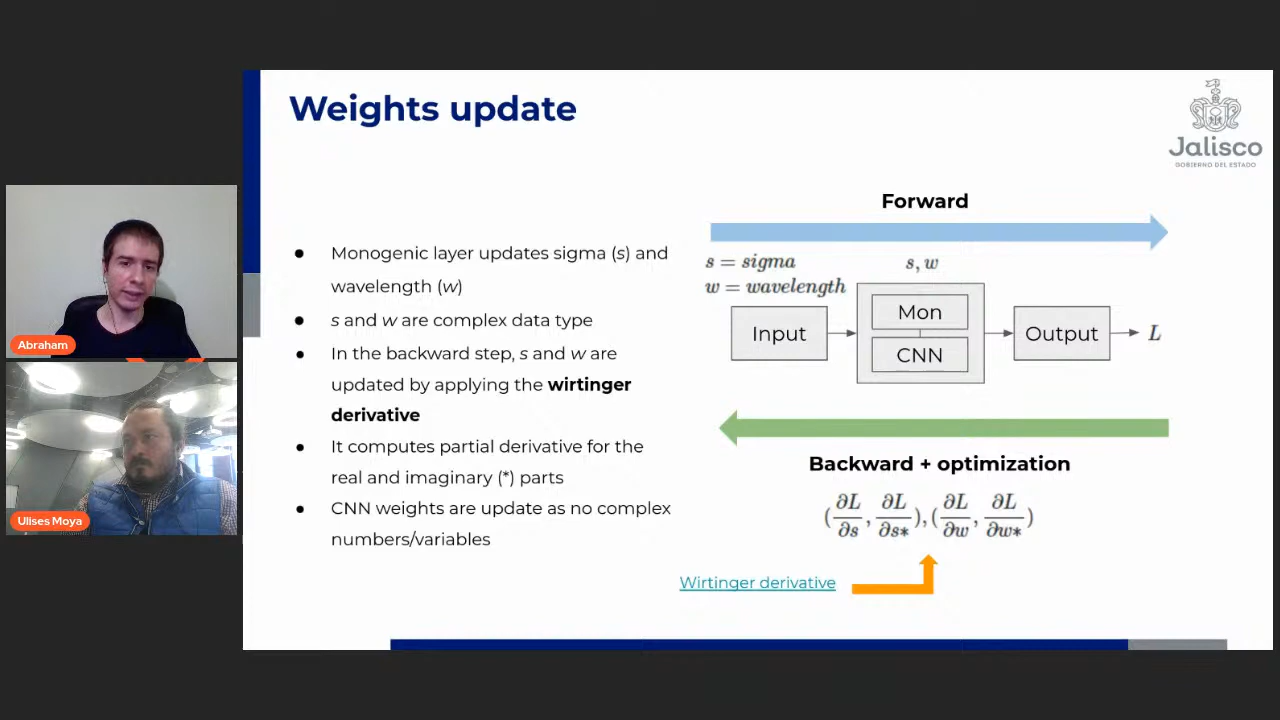 Weights update
Jalisco
GOBIERNO DEL ESTADO
Abraham
Ulises Moya
● Monogenic layer updates sigma (s) and
wavelength (w)
● s and w are complex data type
● In the backward step, s and w are
updated by applying the wirtinger
derivative
● It computes partial derivative for the
real and imaginary (*) parts
● CNN weights are update as no complex
numbers/variables
Forward
s = sigma
w = wavelength
s, w
Input
Mon
CNN
Output
L
Backward + optimization
(∂L/∂s, ∂L/∂s*), (∂L/∂w, ∂L/∂w*)
Wirtinger derivative